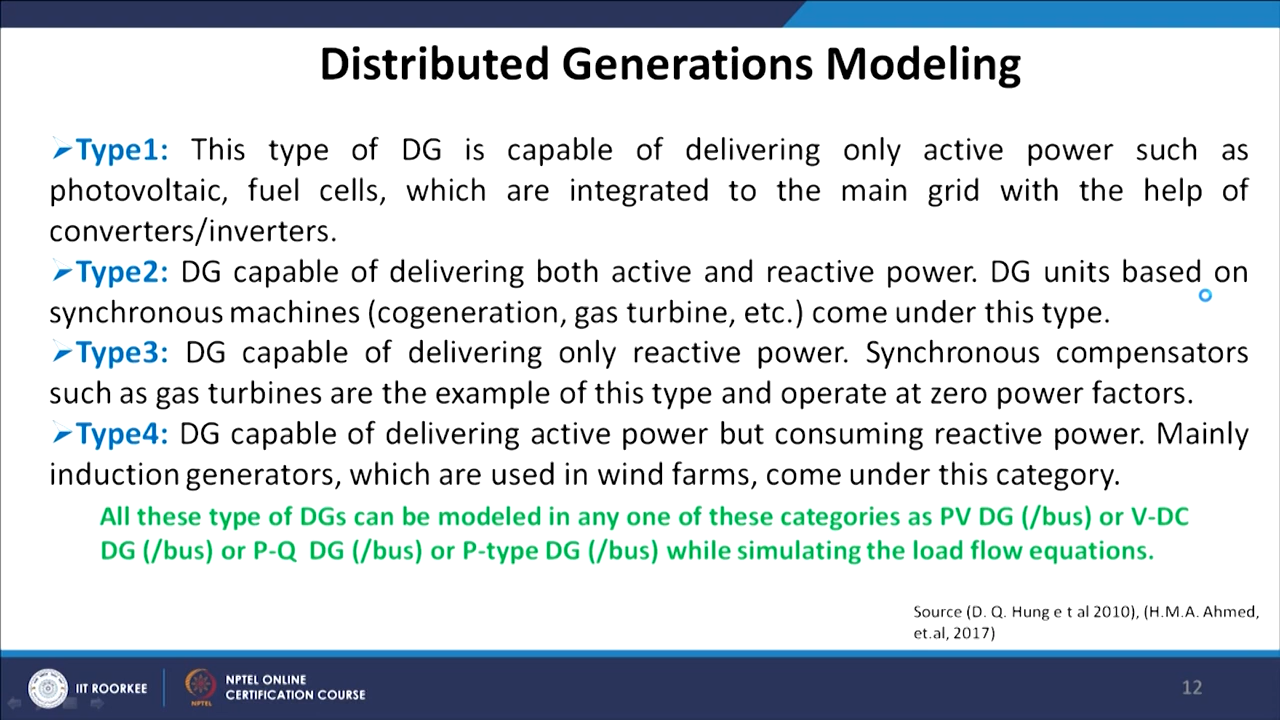 Distributed Generations Modeling
➢Type1: This type of DG is capable of delivering only active power such as
photovoltaic, fuel cells, which are integrated to the main grid with the help of
converters/inverters.
➢Type2: DG capable of delivering both active and reactive power. DG units based on
synchronous machines (cogeneration, gas turbine, etc.) come under this type.
➢Type3: DG capable of delivering only reactive power. Synchronous compensators
such as gas turbines are the example of this type and operate at zero power factors.
➢Type4: DG capable of delivering active power but consuming reactive power. Mainly
induction generators, which are used in wind farms, come under this category.
All these type of DGs can be modeled in any one of these categories as PV DG (/bus) or V-DC
DG (/bus) or P-Q DG (/bus) or P-type DG (/bus) while simulating the load flow equations.
Source (D. Q. Hung e t al 2010), (H.M.A. Ahmed,
et.al, 2017)
IIT ROORKEE
NPTEL
NPTEL ONLINE
CERTIFICATION COURSE
12